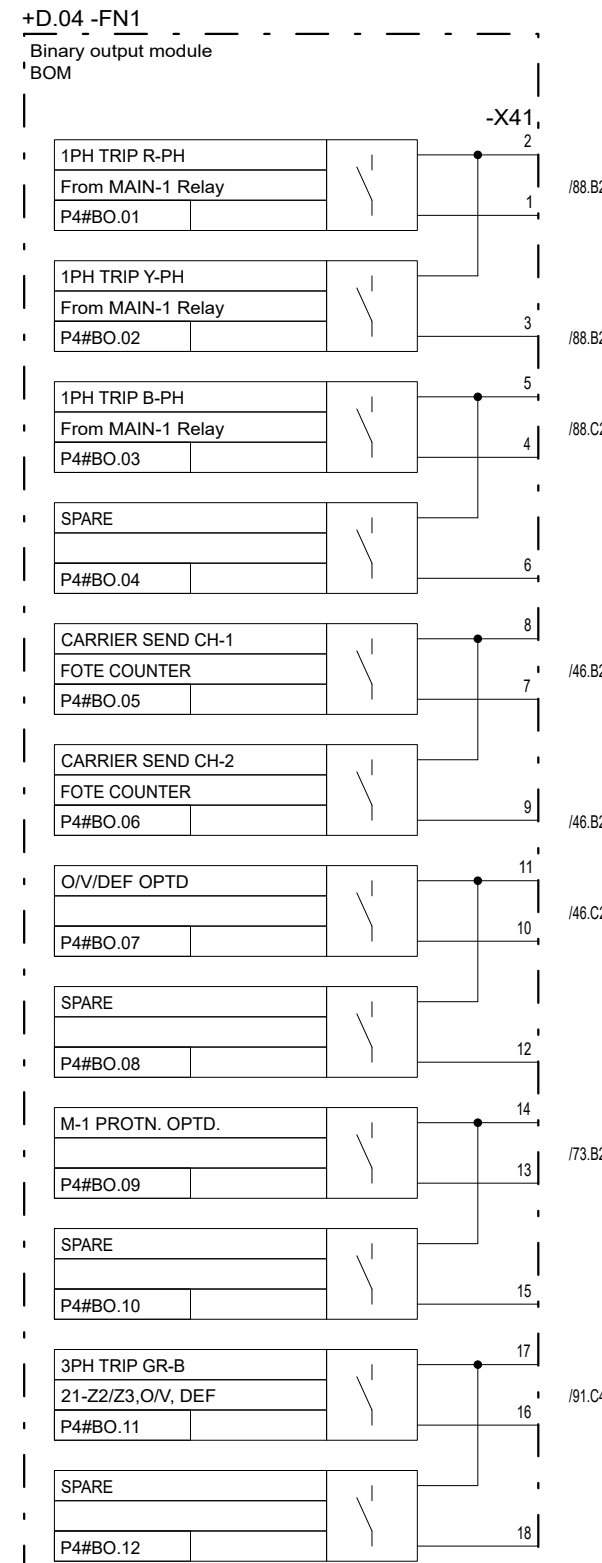 +D.04 -FN1
Binary output module
BOM
-X41
2
1PH TRIP R-PH
From MAIN-1 Relay
/88.B2
1
P4#BO.01
1PH TRIP Y-PH
From MAIN-1 Relay
3
P4#BO.02
/88.B2
5
1PH TRIP B-PH
From MAIN-1 Relay
/88.C2
4
P4#BO.03
SPARE
6
P4#BO.04
8
CARRIER SEND CH-1
FOTE COUNTER
/46.B2
7
P4#BO.05
CARRIER SEND CH-2
FOTE COUNTER
9
P4#BO.06
/46.B2
11
O/V/DEF OPTD
/46.C2
10
P4#BO.07
SPARE
12
P4#BO.08
14
M-1 PROTN. OPTD.
/73.B2
13
P4#BO.09
SPARE
15
P4#BO.10
17
3PH TRIP GR-B
21-Z2/Z3,O/V, DEF
/91.C4
16
P4#BO.11
SPARE
18
P4#BO.12